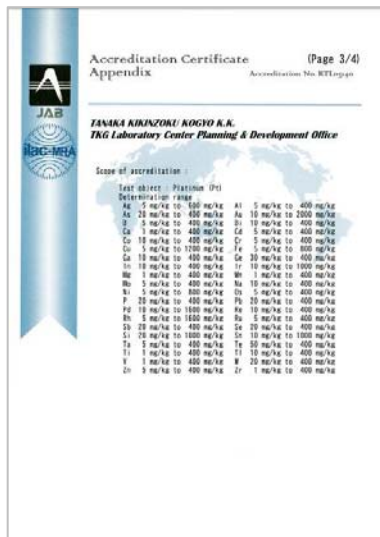 Accreditation Certificate (Page 3/4)
Appendix Accreditation No.
JAB
ilac-MRA
TANAKA KIKINZOKU KOGYO K.K.
TKG Laboratory Center Planning & Development Office
Scope of accreditation :
Test object : Platinum (Pt)
Determination range :
Ag 5 mg/kg to 600 mg/kg Al 5 mg/kg to 400 mg/kg
As 20 mg/kg to 400 mg/kg Au 10 mg/kg to 2000 mg/kg
B 5 mg/kg to 400 mg/kg Bi 10 mg/kg to 400 mg/kg
Ca 1 mg/kg to 400 mg/kg Cd 5 mg/kg to 400 mg/kg
Co 10 mg/kg to 400 mg/kg Cr 5 mg/kg to 400 mg/kg
Cu 5 mg/kg to 1200 mg/kg Fe 5 mg/kg to 800 mg/kg
Ga 10 mg/kg to 400 mg/kg Ge 30 mg/kg to 400 mg/kg
In 10 mg/kg to 400 mg/kg Ir 10 mg/kg to 1000 mg/kg
Mg 1 mg/kg to 400 mg/kg Mn 1 mg/kg to 400 mg/kg
Mo 5 mg/kg to 400 mg/kg Na 10 mg/kg to 400 mg/kg
Ni 5 mg/kg to 800 mg/kg Os 5 mg/kg to 400 mg/kg
P 20 mg/kg to 400 mg/kg Pb 20 mg/kg to 400 mg/kg
Pd 10 mg/kg to 1600 mg/kg Re 10 mg/kg to 400 mg/kg
Rh 5 mg/kg to 1600 mg/kg Ru 5 mg/kg to 400 mg/kg
Sb 20 mg/kg to 400 mg/kg Se 20 mg/kg to 400 mg/kg
Si 20 mg/kg to 1000 mg/kg Sn 10 mg/kg to 1000 mg/kg
Ta 5 mg/kg to 400 mg/kg Te 50 mg/kg to 400 mg/kg
Ti 1 mg/kg to 400 mg/kg Tl 10 mg/kg to 400 mg/kg
V 1 mg/kg to 400 mg/kg W 20 mg/kg to 400 mg/kg
Zn 5 mg/kg to 400 mg/kg Zr 1 mg/kg to 400 mg/kg